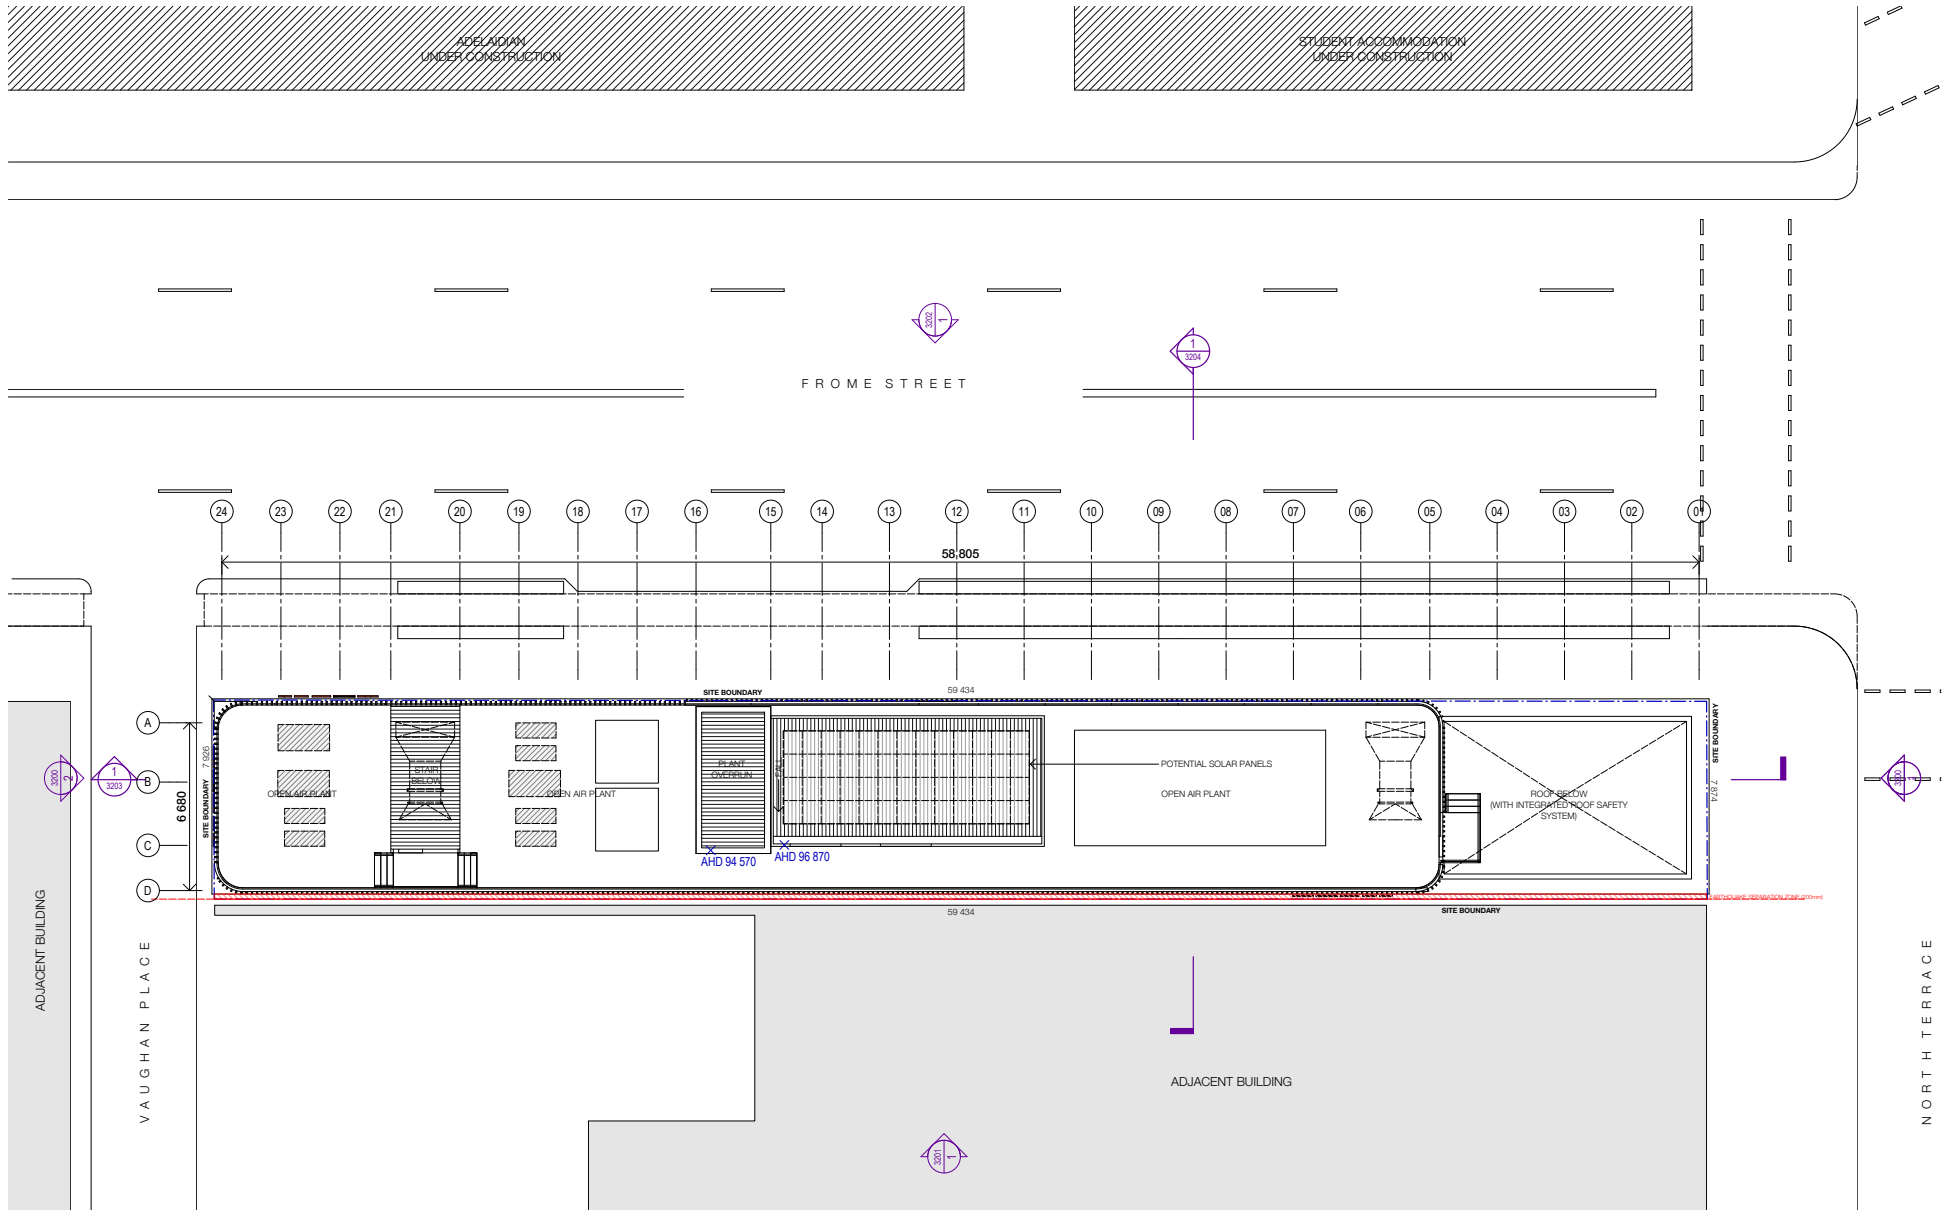 ADELAIDIAN
UNDER CONSTRUCTION
STUDENT ACCOMMODATION
UNDER CONSTRUCTION
3202
1
1
3204
FROME STREET
24
23
22
21
20
19
18
17
16
15
14
13
12
11
10
09
08
07
06
05
04
03
02
01
58,805
SITE BOUNDARY
59 434
A
B
C
D
7 926
6 680
SITE BOUNDARY
3200
2
1
3203
STAIR
BELOW
OPEN AIR PLANT
OPEN AIR PLANT
PLANT
OVERRUN
FALL
POTENTIAL SOLAR PANELS
OPEN AIR PLANT
ROOF BELOW
(WITH INTEGRATED ROOF SAFETY
SYSTEM)
SITE BOUNDARY
7 874
3200
1
AHD 94 570
AHD 96 870
EARTHQUAKE SEPARATION ZONE (200mm)
59 434
SITE BOUNDARY
ADJACENT BUILDING
VAUGHAN PLACE
ADJACENT BUILDING
NORTH TERRACE
3201
1